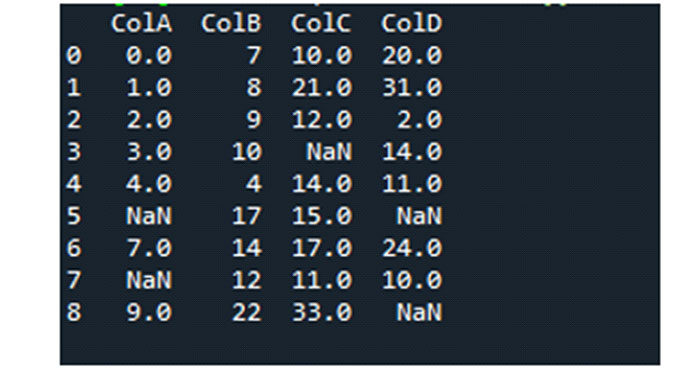 ColA ColB ColC ColD
0 0.0 7 10.0 20.0
1 1.0 8 21.0 31.0
2 2.0 9 12.0 2.0
3 3.0 10 NaN 14.0
4 4.0 4 14.0 11.0
5 NaN 17 15.0 NaN
6 7.0 14 17.0 24.0
7 NaN 12 11.0 10.0
8 9.0 22 33.0 NaN